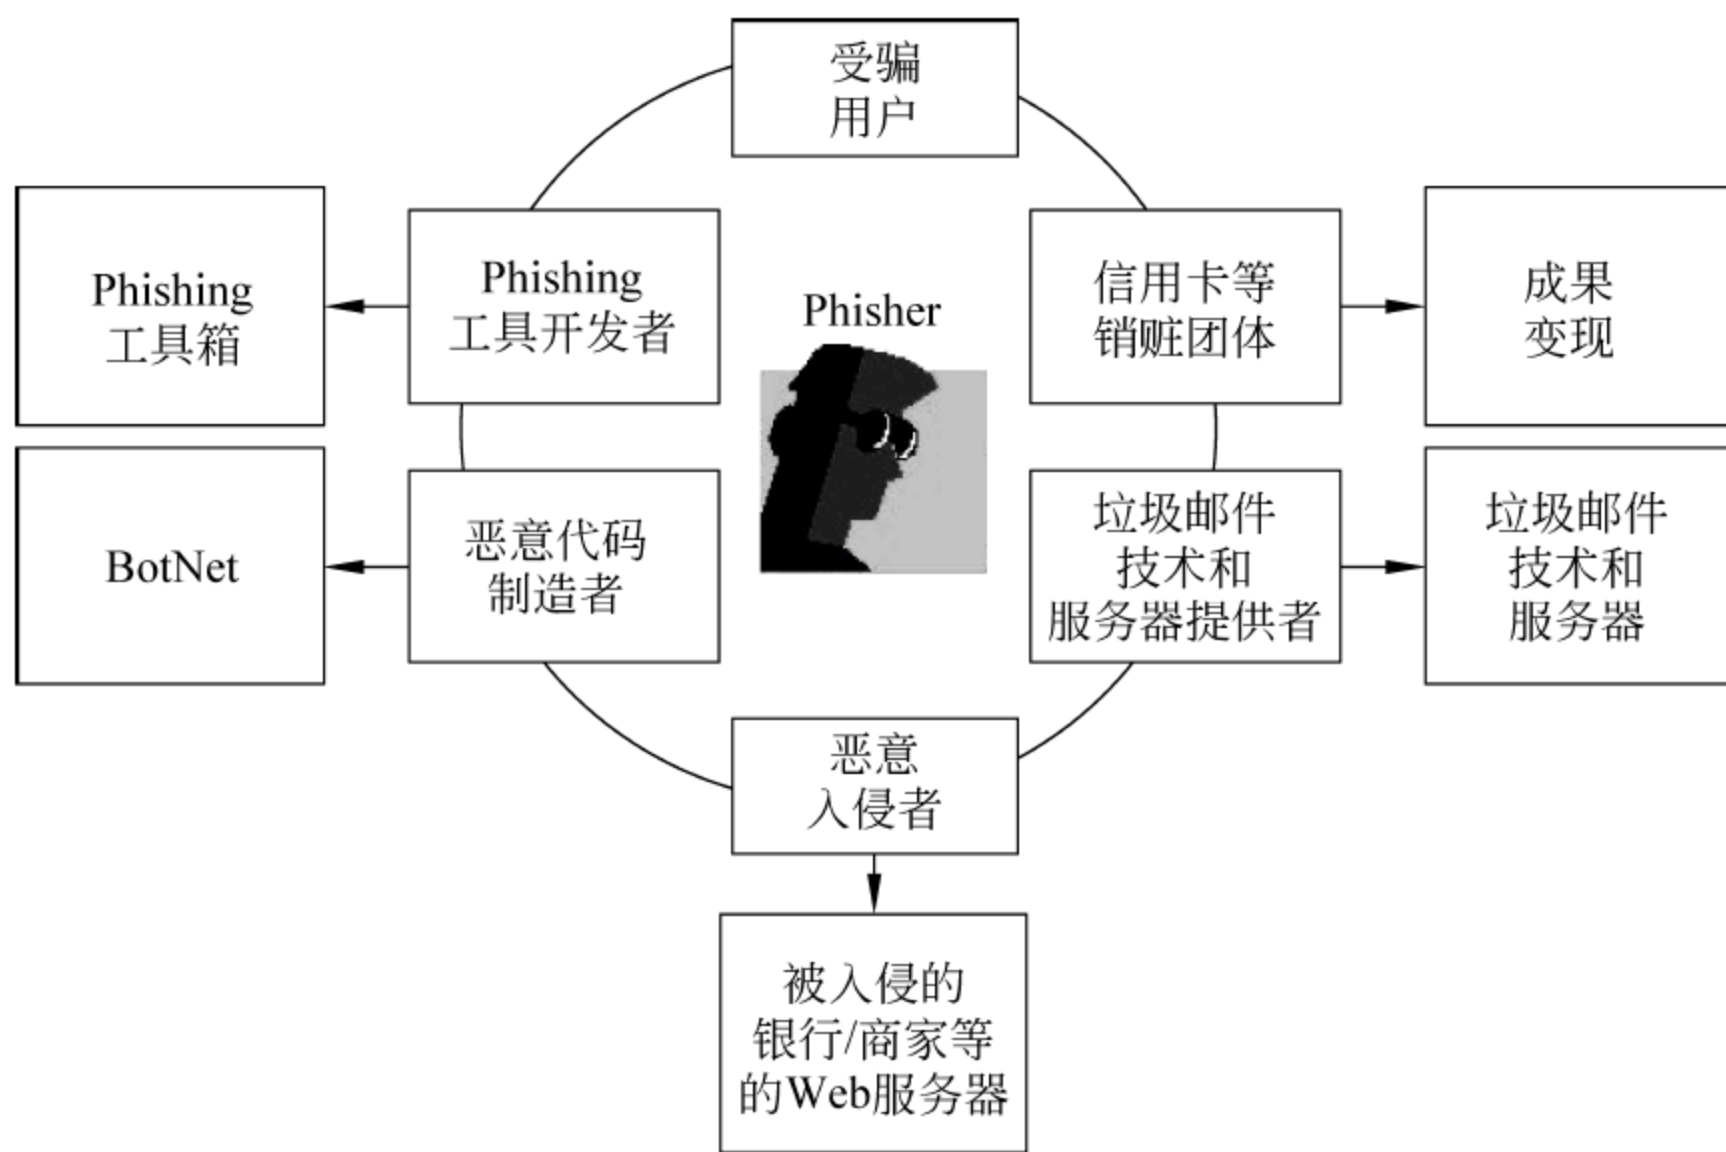 受骗
用户
Phishing
工具箱
Phishing
工具开发者
Phisher
信用卡等
销赃团体
成果
变现
BotNet
恶意代码
制造者
垃圾邮件
技术和
服务器提供者
垃圾邮件
技术和
服务器
恶意
入侵者
被入侵的
银行/商家等
的Web服务器